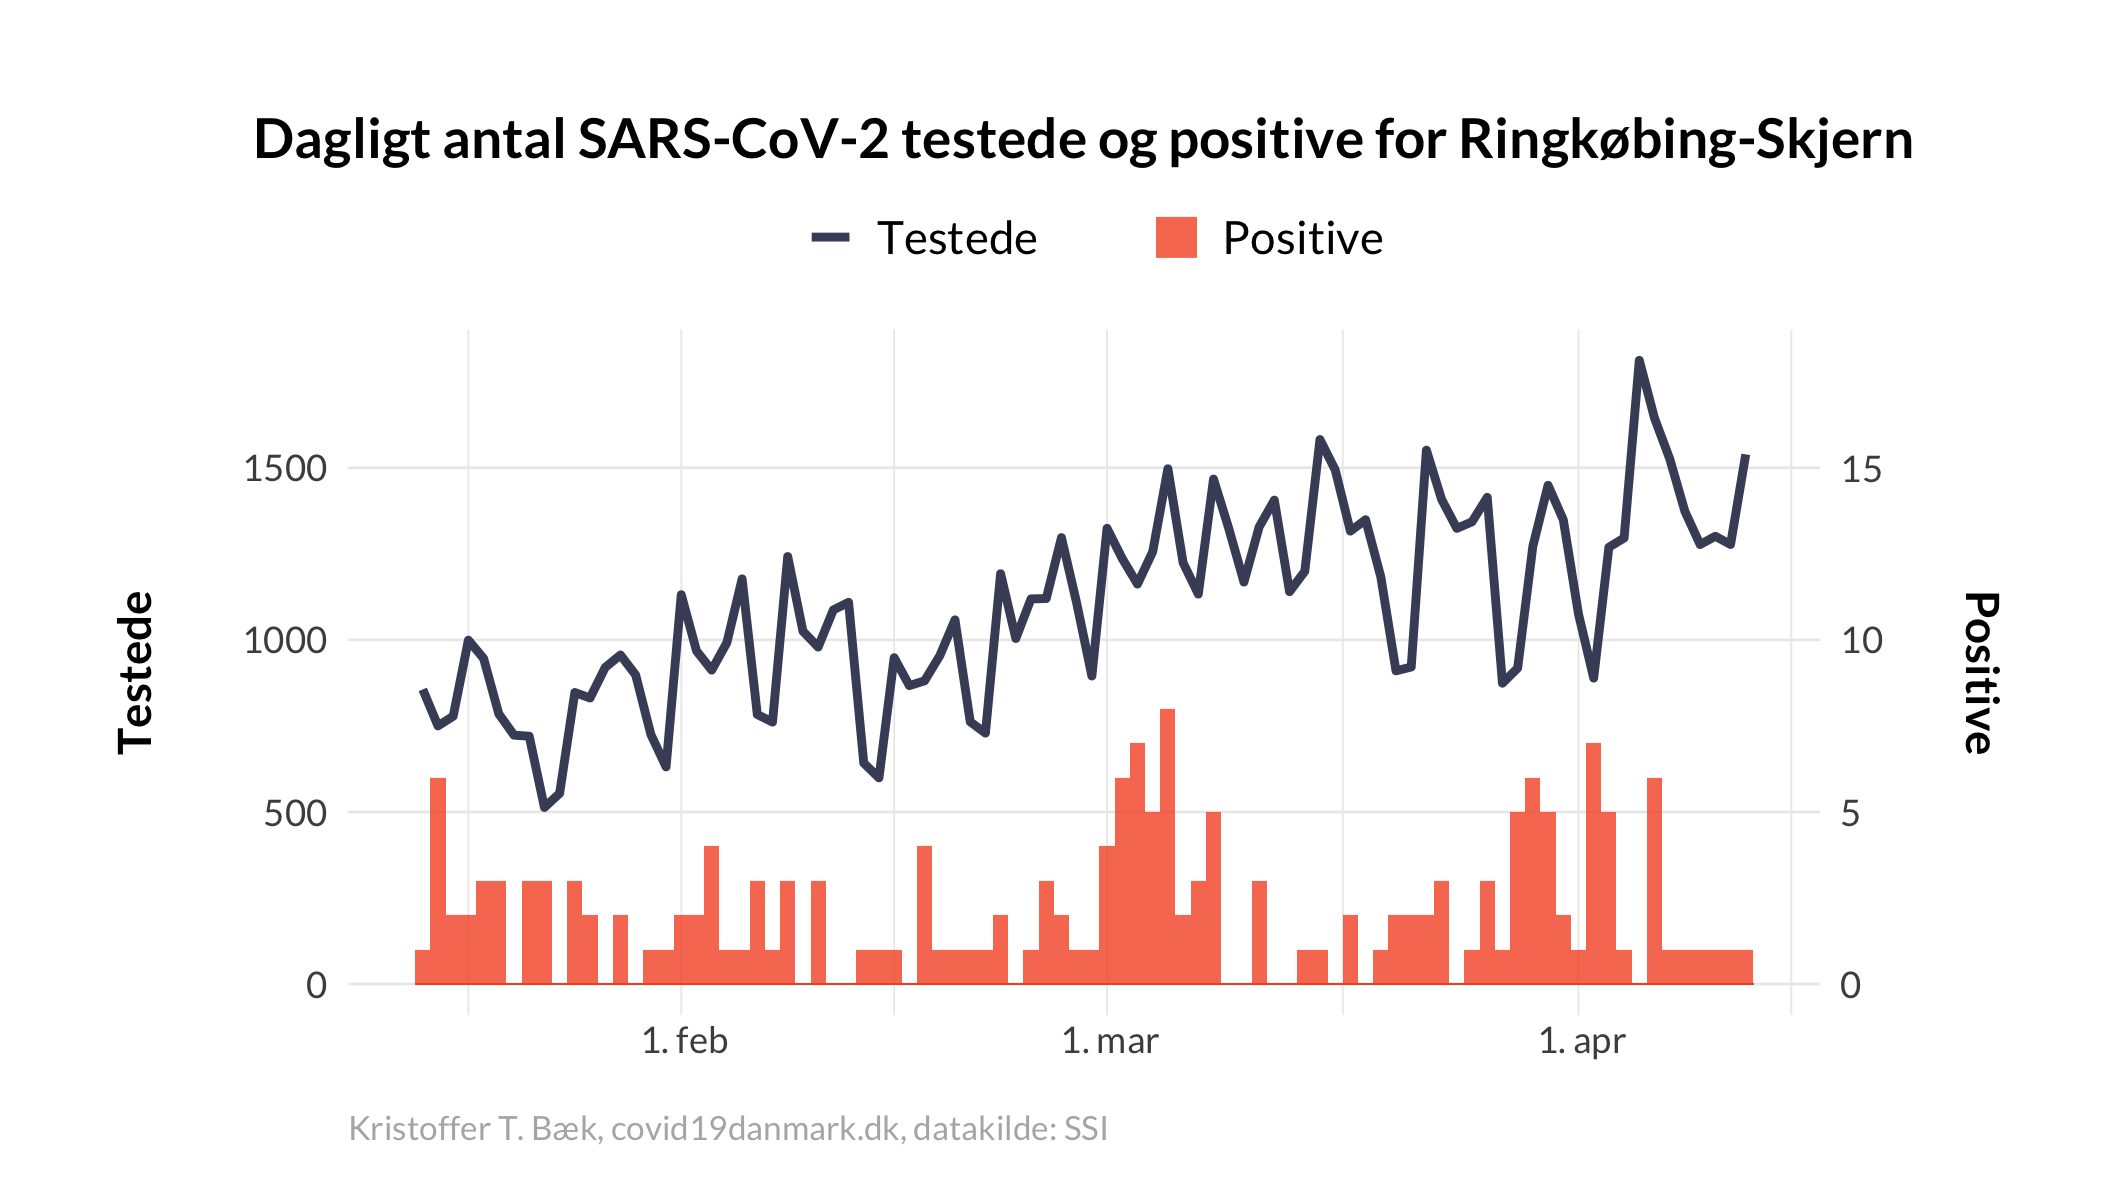 Dagligt antal SARS-CoV-2 testede og positive for Ringkøbing-Skjern
Testede
Positive
Testede
1500
1000
500
0
15
10
5
0
Positive
1. feb
1. mar
1. apr
Kristoffer T. Bæk, covid19danmark.dk, datakilde: SSI